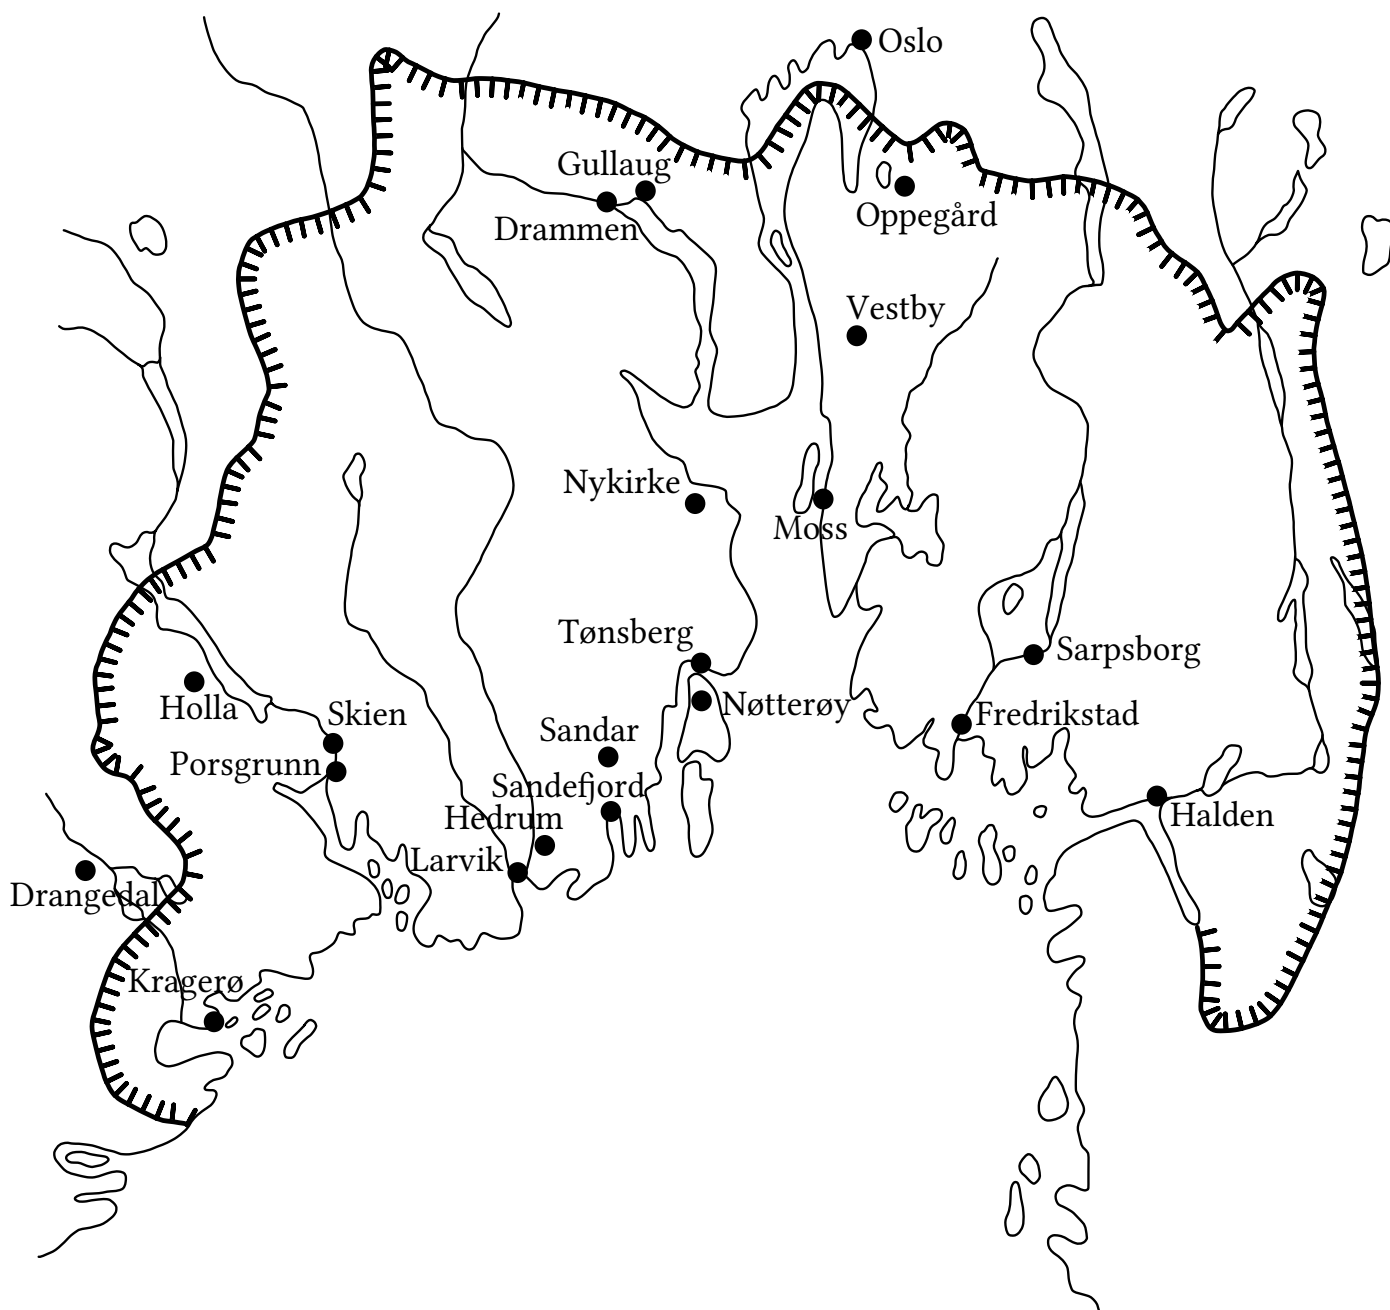 Oslo
Gullaug
Oppegård
Drammen
Vestby
Nykirke
Moss
Tønsberg
Sarpsborg
Holla
Nøtterøy
Skien
Fredrikstad
Sandar
Porsgrunn
Sandefjord
Hedrum
Halden
Larvik
Drangedal
Kragerø